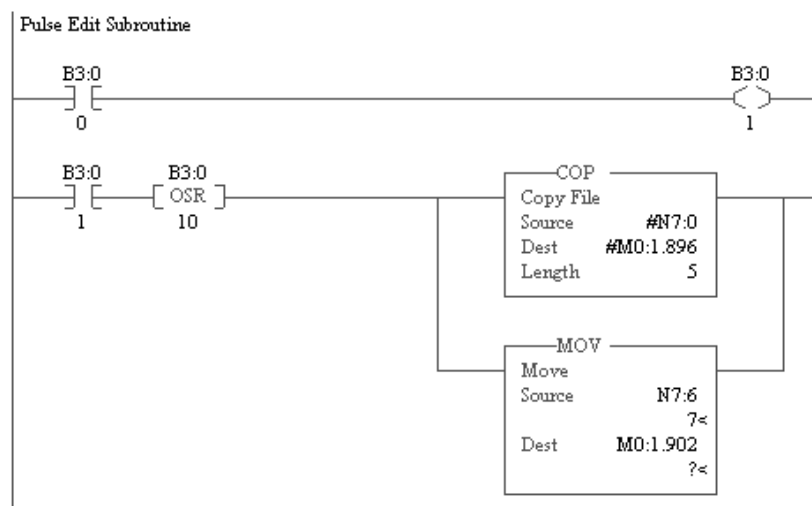 Pulse Edit Subroutine
B3:0
B3:0
0
1
B3:0
B3:0
OSR
1
10
COP
Copy File
Source #N7:0
Dest #M0:1.896
Length 5
MOV
Move
Source N7:6
?<
Dest M0:1.902
?<